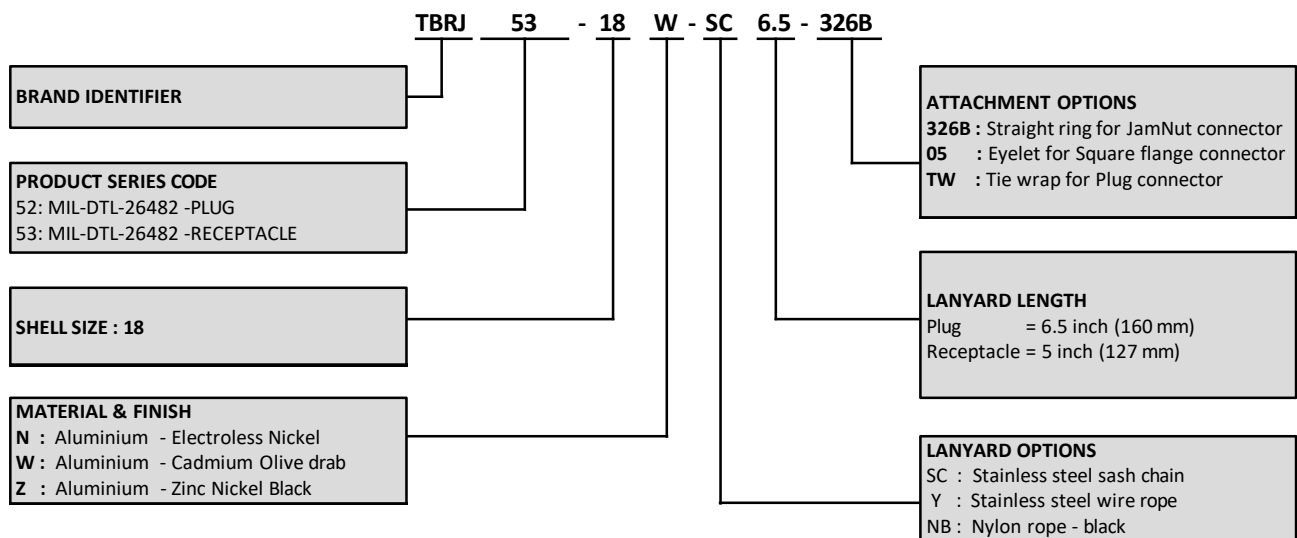 TBRJ 53 - 18 W - SC 6.5 - 326B
BRAND IDENTIFIER
PRODUCT SERIES CODE
52: MIL-DTL-26482 -PLUG
53: MIL-DTL-26482 -RECEPTACLE
SHELL SIZE : 18
MATERIAL & FINISH
N : Aluminium - Electroless Nickel
W : Aluminium - Cadmium Olive drab
Z : Aluminium - Zinc Nickel Black
ATTACHMENT OPTIONS
326B : Straight ring for JamNut connector
05 : Eyelet for Square flange connector
TW : Tie wrap for Plug connector
LANYARD LENGTH
Plug = 6.5 inch (160 mm)
Receptacle = 5 inch (127 mm)
LANYARD OPTIONS
SC : Stainless steel sash chain
Y : Stainless steel wire rope
NB : Nylon rope - black